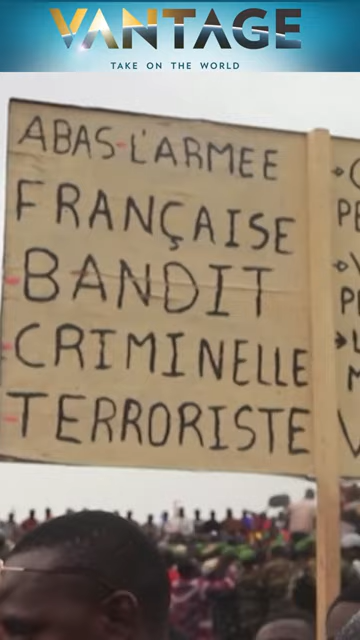 VANTAGE
TAKE ON THE WORLD
ABAS-L'ARMEE
FRANÇAISE
BANDIT
CRIMINELLE
TERRORISTE